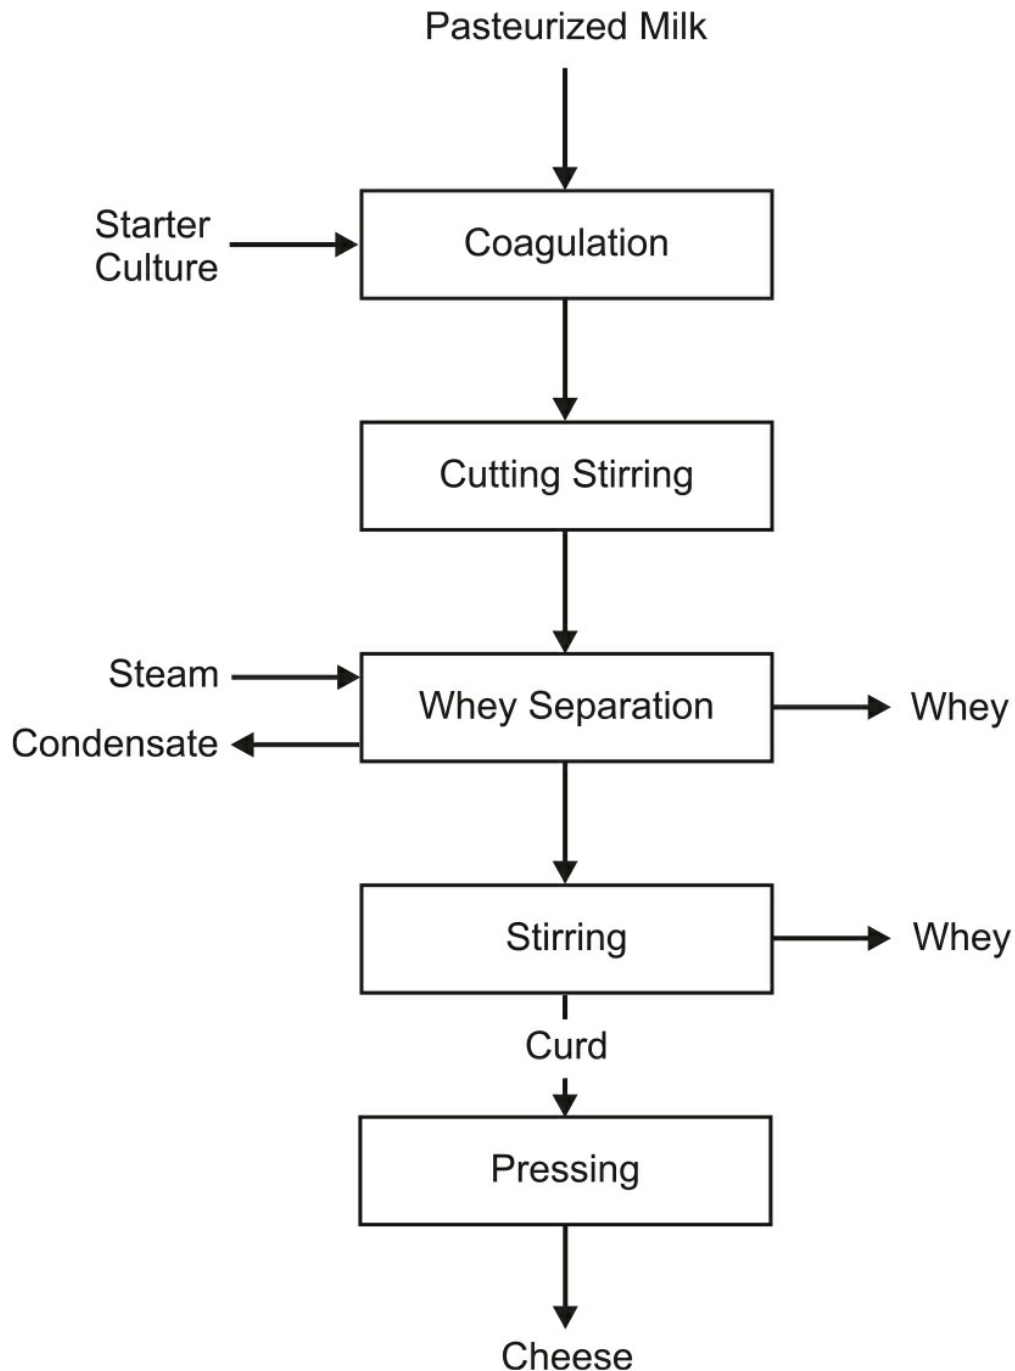 Pasteurized Milk
Starter
Culture
Coagulation
Cutting Stirring
Steam
Condensate
Whey Separation
Whey
Stirring
Whey
Curd
Pressing
Cheese